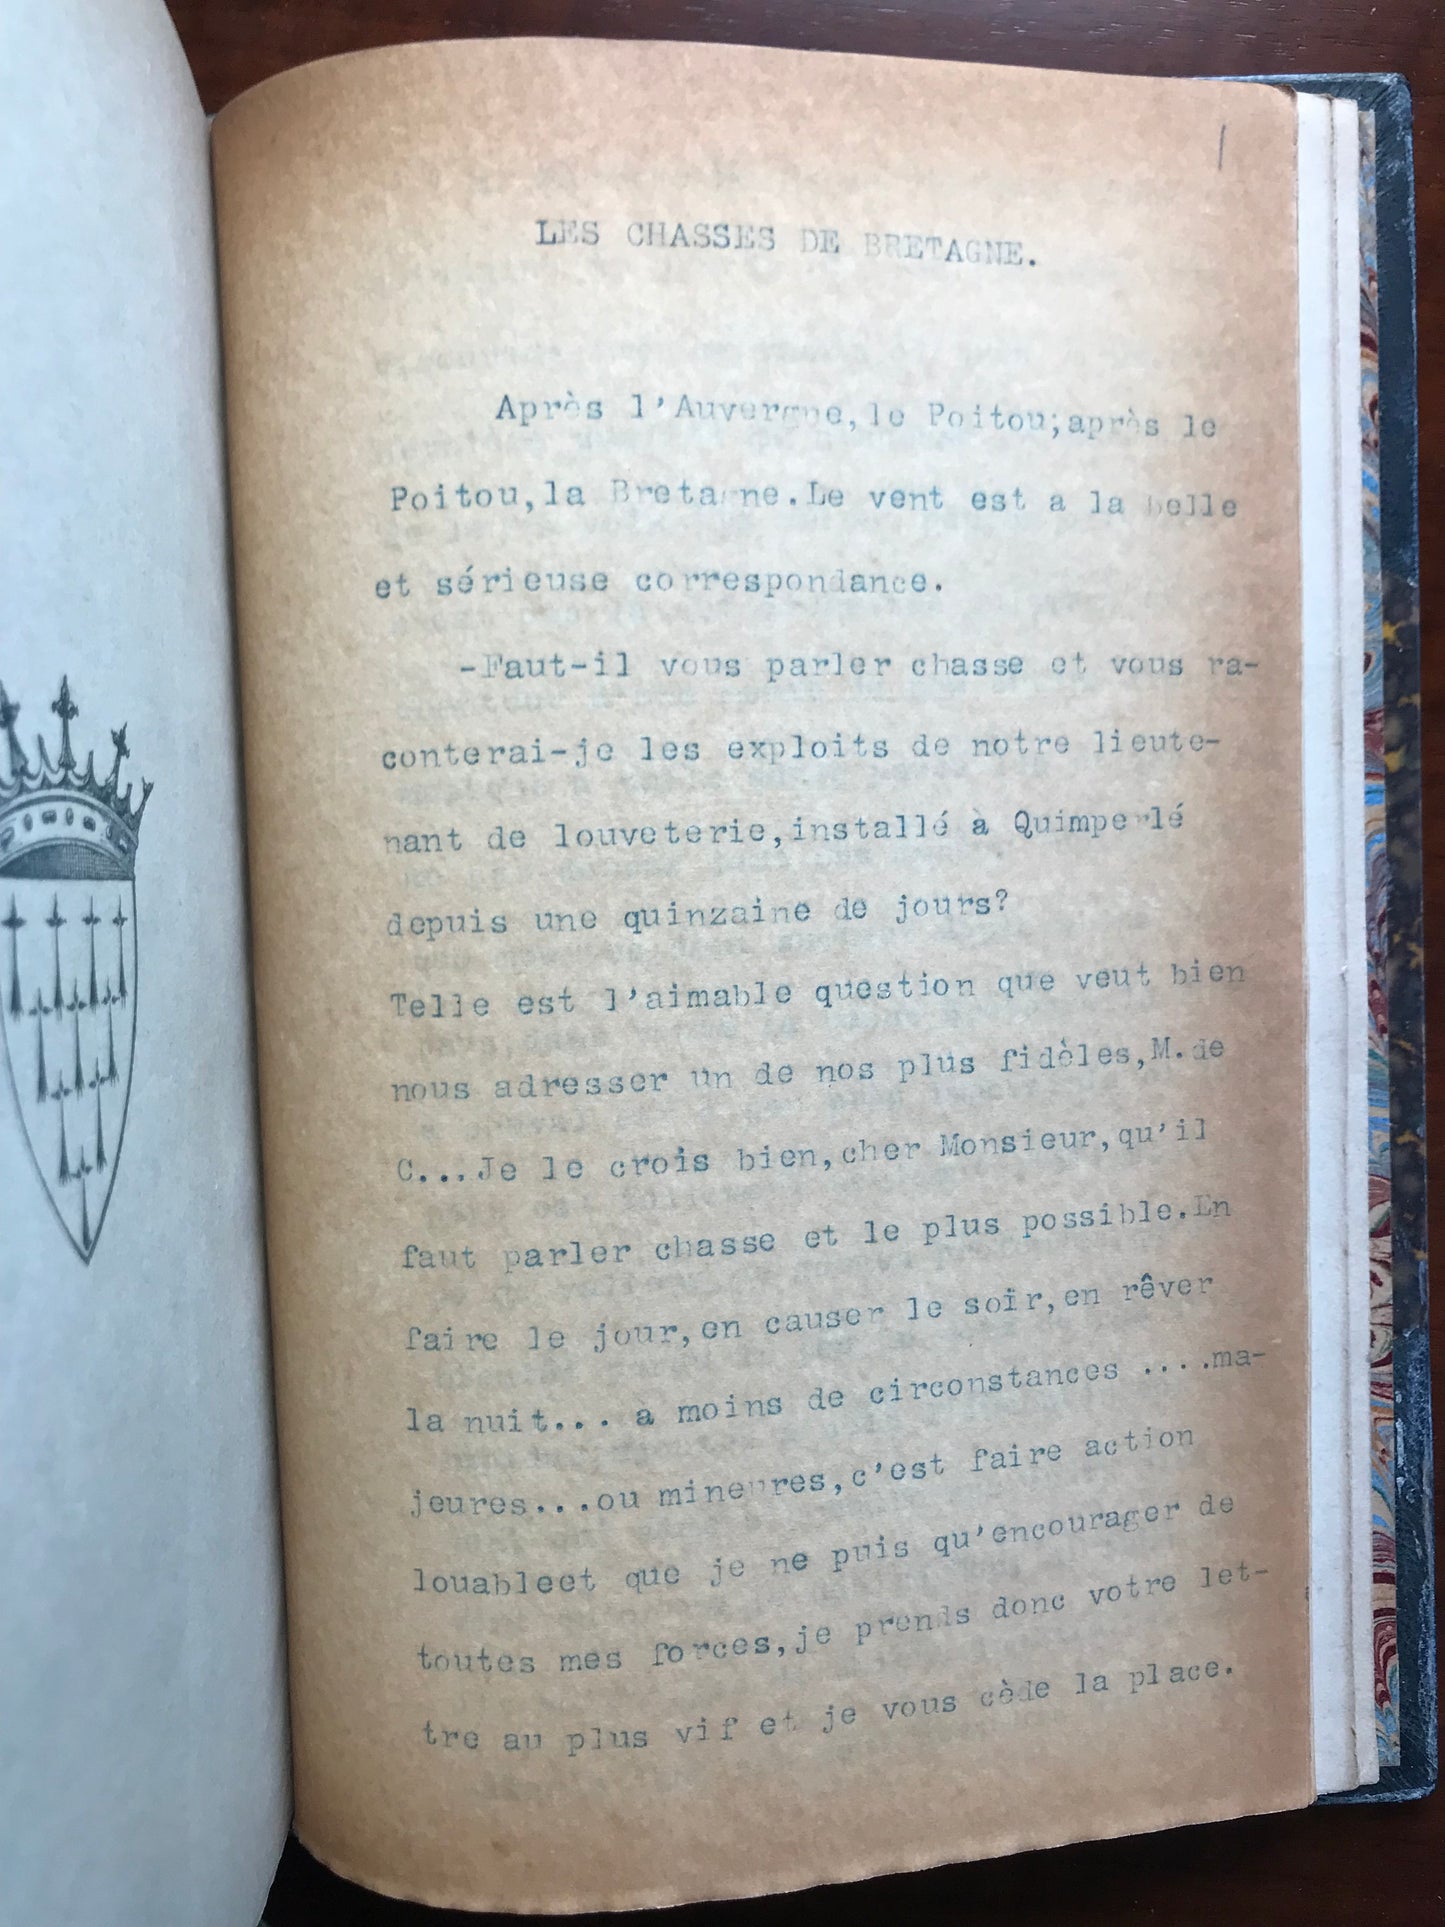 1
LES CHASSES DE BRETAGNE.
Après l'Auvergne,le Poitou;après le
Poitou,la Bretagne.Le vent est a la belle
et sérieuse correspondance.
-Faut-il vous parler chasse et vous ra-
conterai-je les exploits de notre lieute-
nant de louveterie,installé à Quimperlé
depuis une quinzaine de jours?
Telle est l'aimable question que veut bien
nous adresser un de nos plus fidèles,M.de
C...Je le crois bien,cher Monsieur,qu'il
faut parler chasse et le plus possible.En
faire le jour,en causer le soir,en rêver
la nuit... a moins de circonstances ....ma-
jeures...ou mineures,c'est faire action
louableet que je ne puis qu'encourager de
toutes mes forces,je prends donc votre let-
tre au plus vif et je vous cède la place.